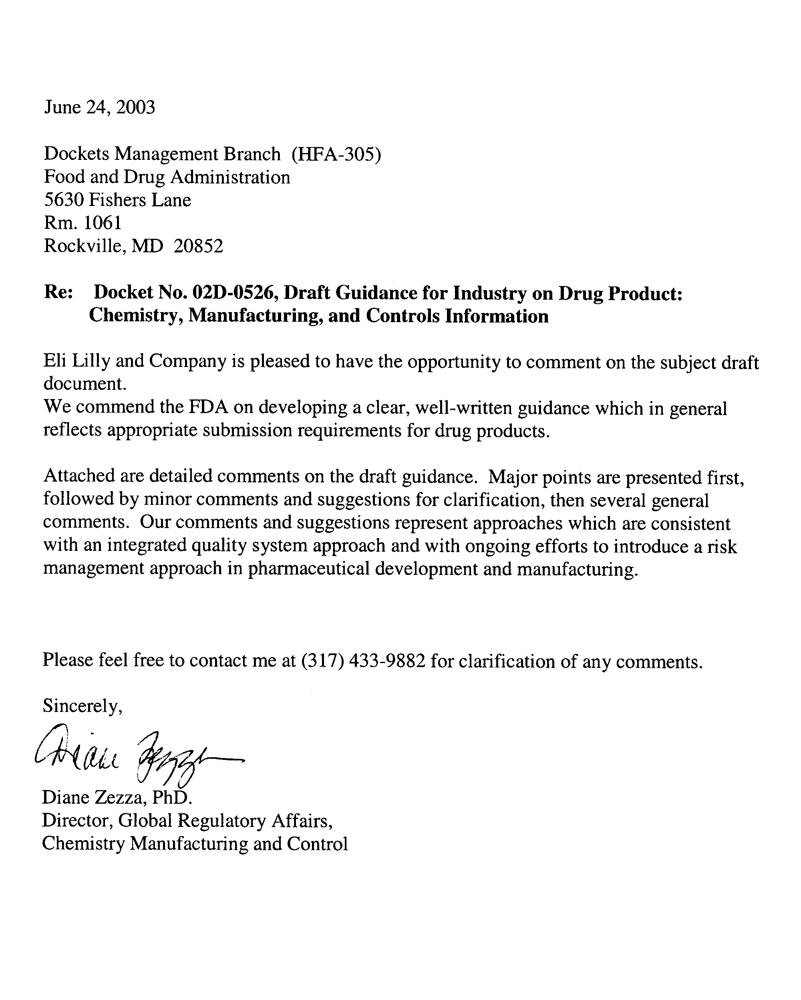 June 24, 2003
Dockets Management Branch (HFA-305)
Food and Drug Administration
5630 Fishers Lane
Rm. 1061
Rockville, MD 20852
Re: Docket No. 02D-0526, Draft Guidance for Industry on Drug Product:
Chemistry, Manufacturing, and Controls Information
Eli Lilly and Company is pleased to have the opportunity to comment on the subject draft
document.
We commend the FDA on developing a clear, well-written guidance which in general
reflects appropriate submission requirements for drug products.
Attached are detailed comments on the draft guidance. Major points are presented first,
followed by minor comments and suggestions for clarification, then several general
comments. Our comments and suggestions represent approaches which are consistent
with an integrated quality system approach and with ongoing efforts to introduce a risk
management approach in pharmaceutical development and manufacturing.
Please feel free to contact me at (317) 433-9882 for clarification of any comments.
Sincerely,
Diane Zezza
Diane Zezza, PhD.
Director, Global Regulatory Affairs,
Chemistry Manufacturing and Control